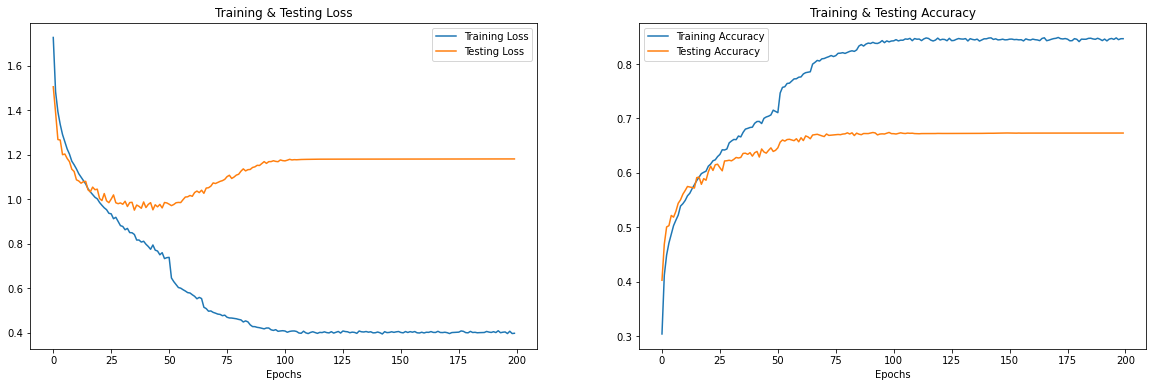 Training & Testing Loss
Training Loss
Testing Loss
1.6
1.4
1.2
1.0
0.8
0.6
0.4
0 25 50 75 100 125 150 175 200
Epochs
Training & Testing Accuracy
Training Accuracy
Testing Accuracy
0.8
0.7
0.6
0.5
0.4
0.3
0 25 50 75 100 125 150 175 200
Epochs